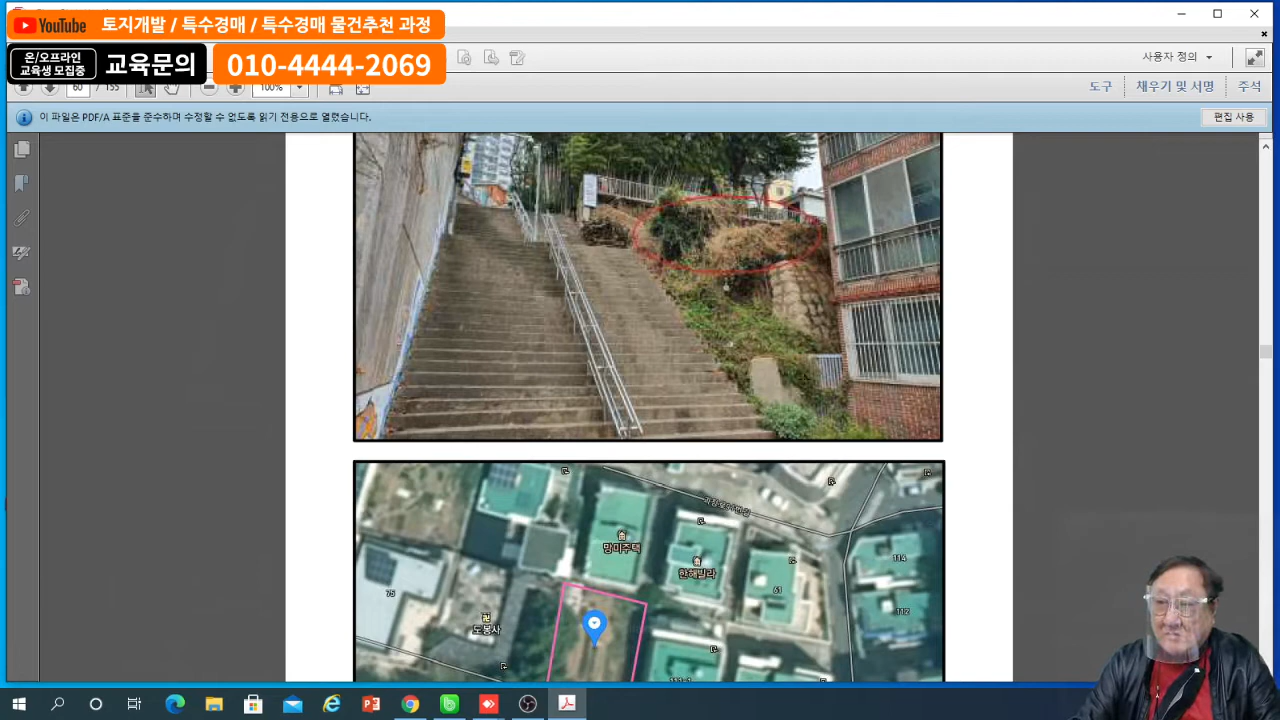 YouTube 토지개발 / 특수경매 / 특수경매 물건추천 과정
온/오프라인
교육생 모집중
교육문의
010-4444-2069
사용자 정의
60 / 155
100%
도구
채우기 및 서명
주석
이 파일은 PDF/A 표준을 준수하며 수정할 수 없도록 읽기 전용으로 열렸습니다.
편집 사용
망미주택
한해빌라
114
75
61
112
도봉사
111-1